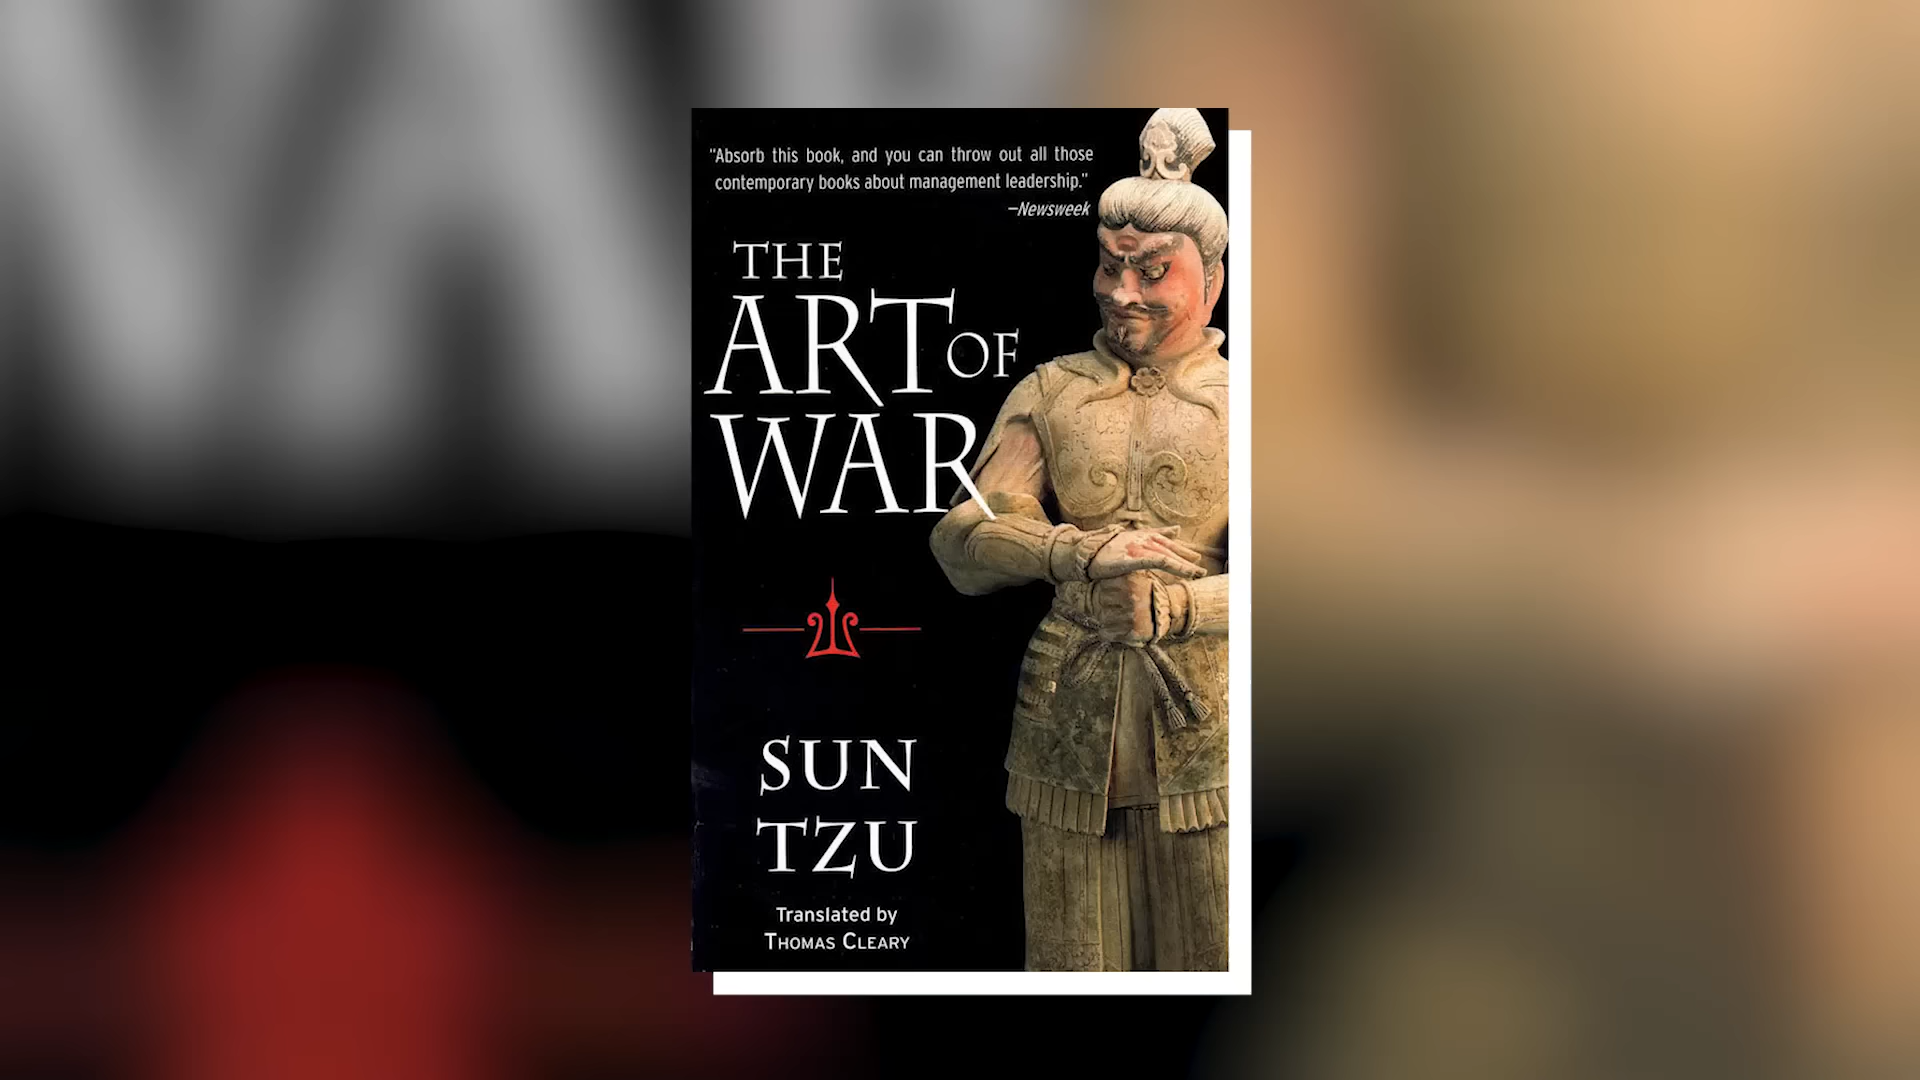 "Absorb this book, and you can throw out all those
contemporary books about management leadership."
—Newsweek
THE
ART OF
WAR
SUN
TZU
Translated by
THOMAS CLEARY